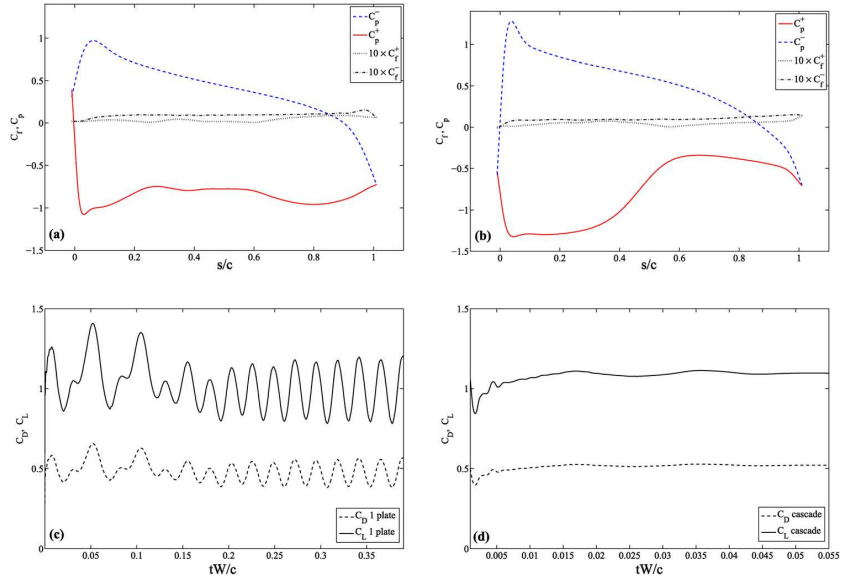 1
0.5
0
−0.5
−1
−1.5
C_f, C_p
0 0.2 0.4 0.6 0.8 1
s/c
(a)
C_p^-
C_p^+
10 × C_f^+
10 × C_f^-
1
0.5
0
−0.5
−1
−1.5
C_f, C_p
0 0.2 0.4 0.6 0.8 1
s/c
(b)
C_p^+
C_p^-
10 × C_f^+
10 × C_f^-
1.5
1
0.5
0
C_D, C_L
0.05 0.1 0.15 0.2 0.25 0.3 0.35
tW/c
(c)
C_D 1 plate
C_L 1 plate
1.5
1
0.5
0
C_D, C_L
0.005 0.01 0.015 0.02 0.025 0.03 0.035 0.04 0.045 0.05 0.055
tW/c
(d)
C_D cascade
C_L cascade